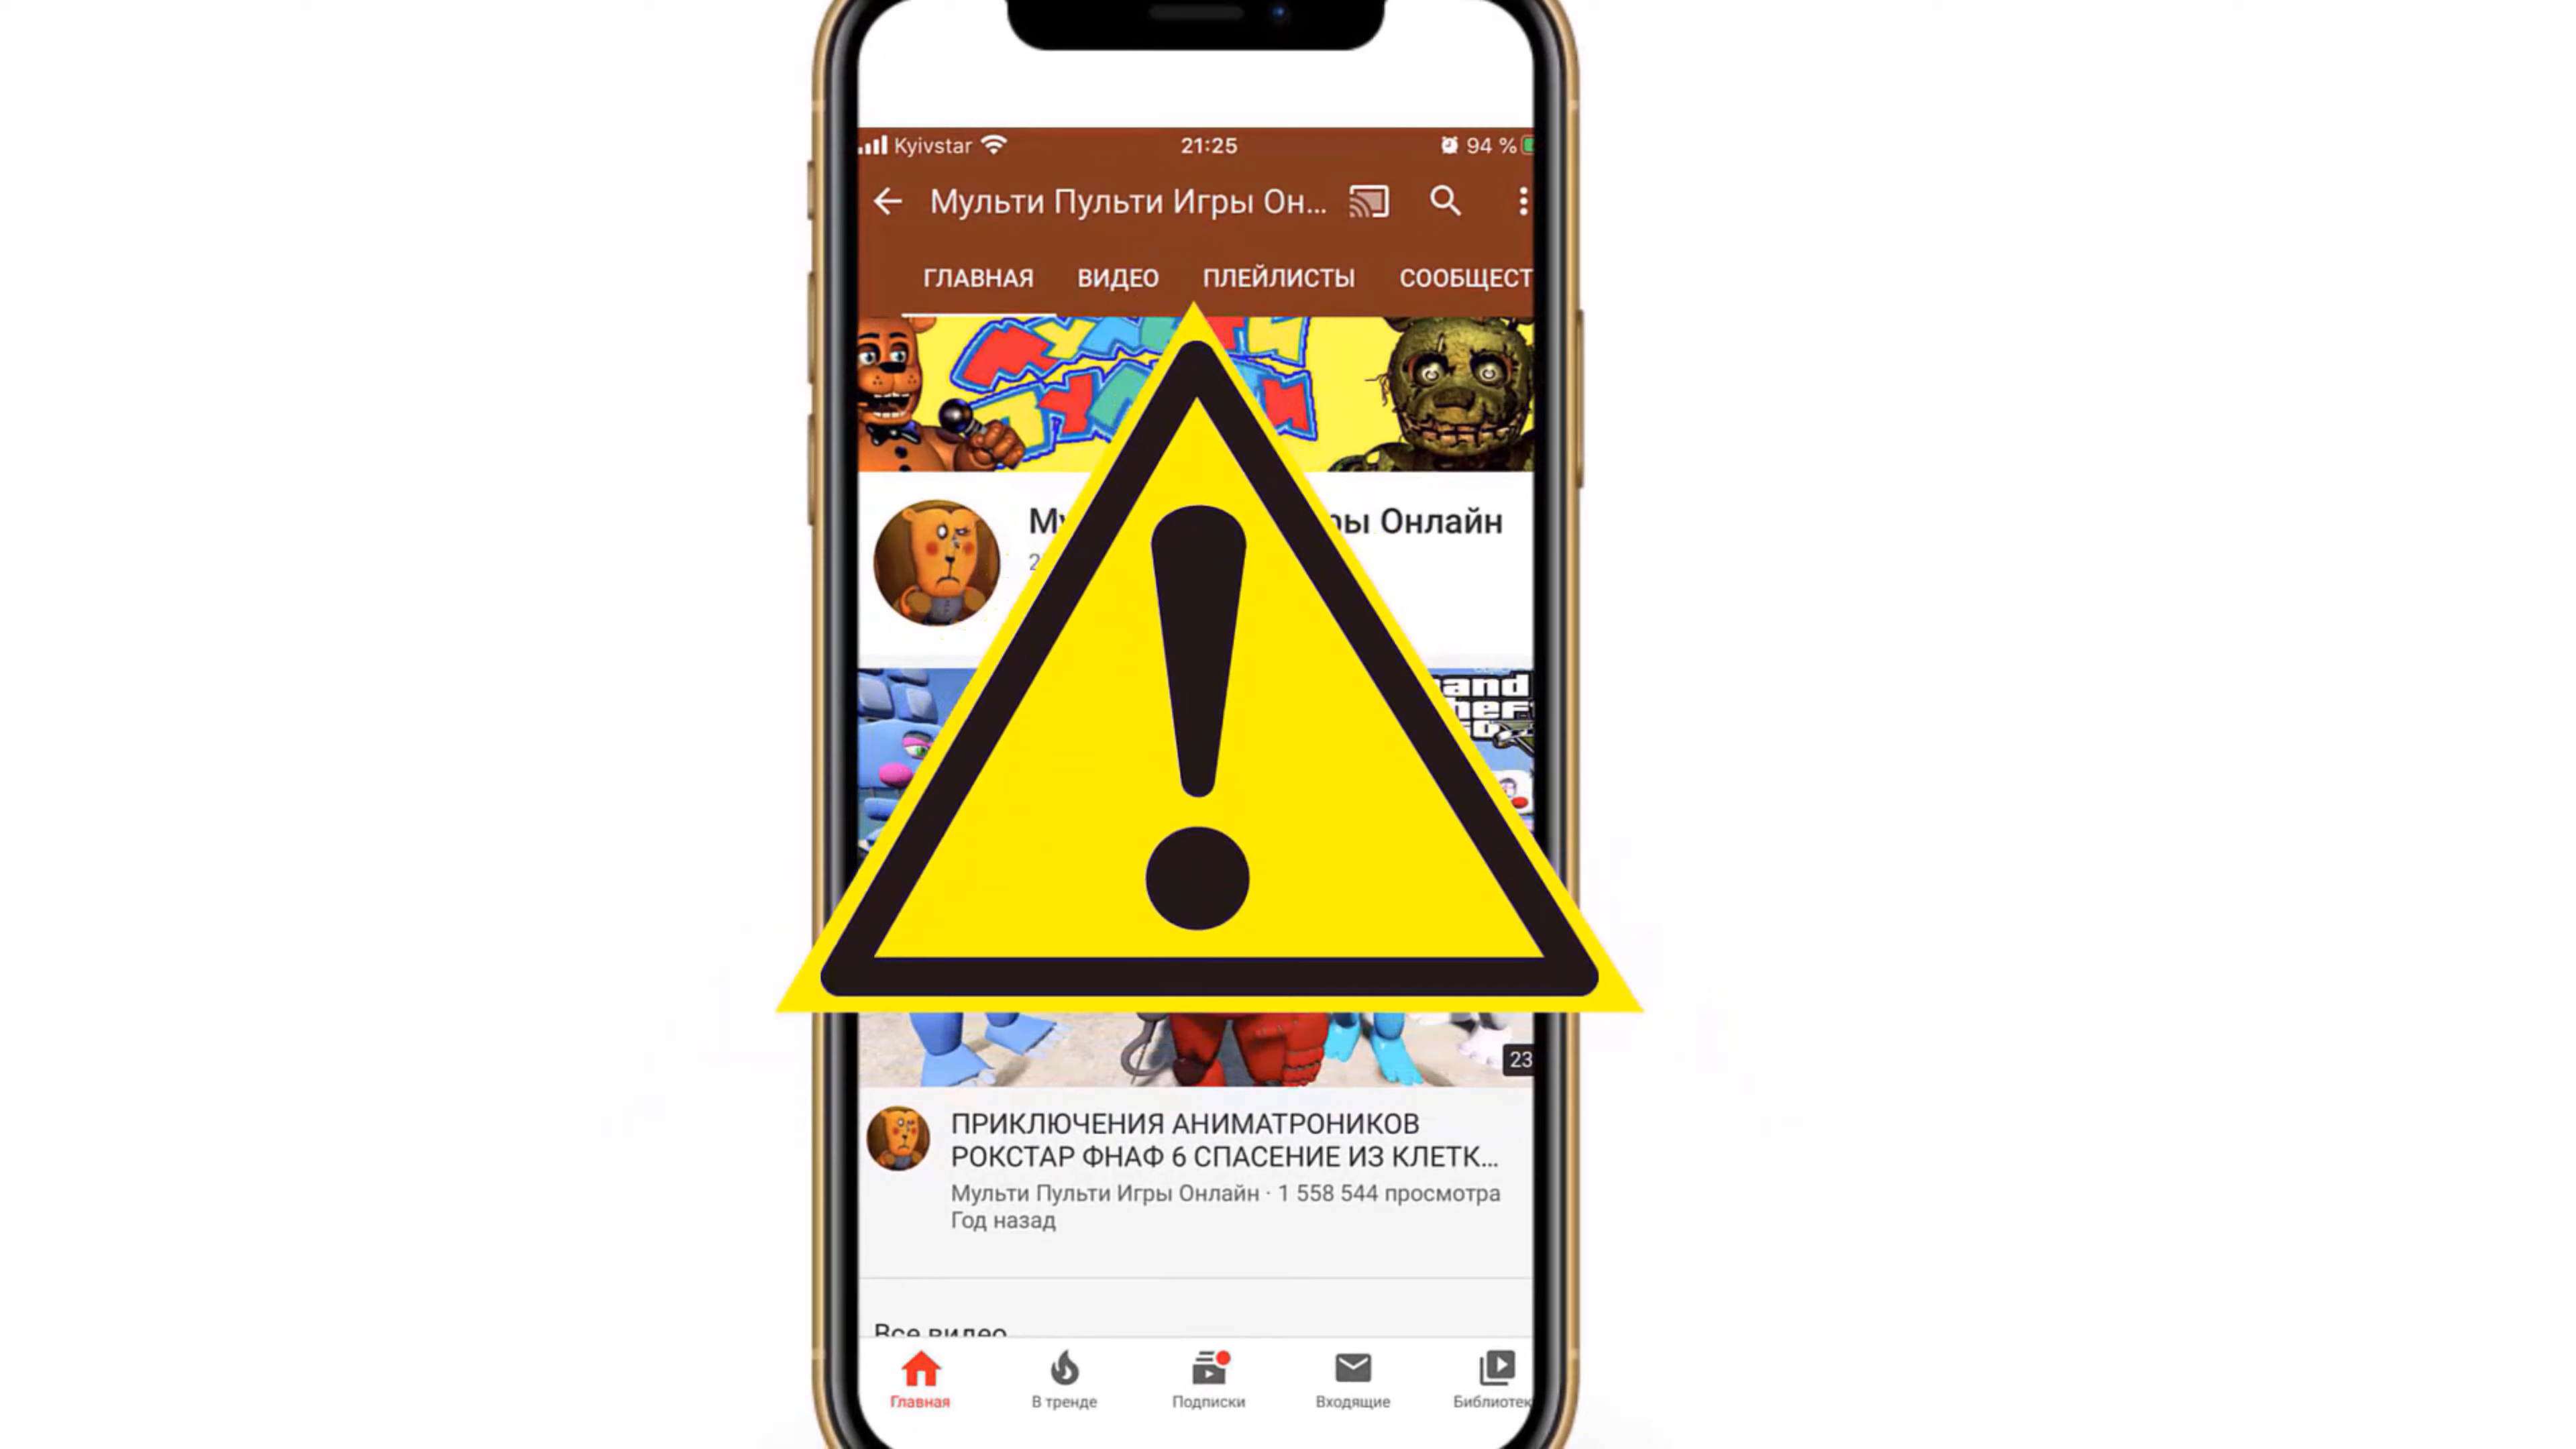 Kyivstar 21:25 94 %
Мульти Пульти Игры Он...
ГЛАВНАЯ ВИДЕО ПЛЕЙЛИСТЫ СООБЩЕСТ
Онлайн
23
ПРИКЛЮЧЕНИЯ АНИМАТРОНИКОВ
РОКСТАР ФНАФ 6 СПАСЕНИЕ ИЗ КЛЕТК...
Мульти Пульти Игры Онлайн · 1 558 544 просмотра
Год назад
Все видео
Главная В тренде Подписки Входящие Библиотек